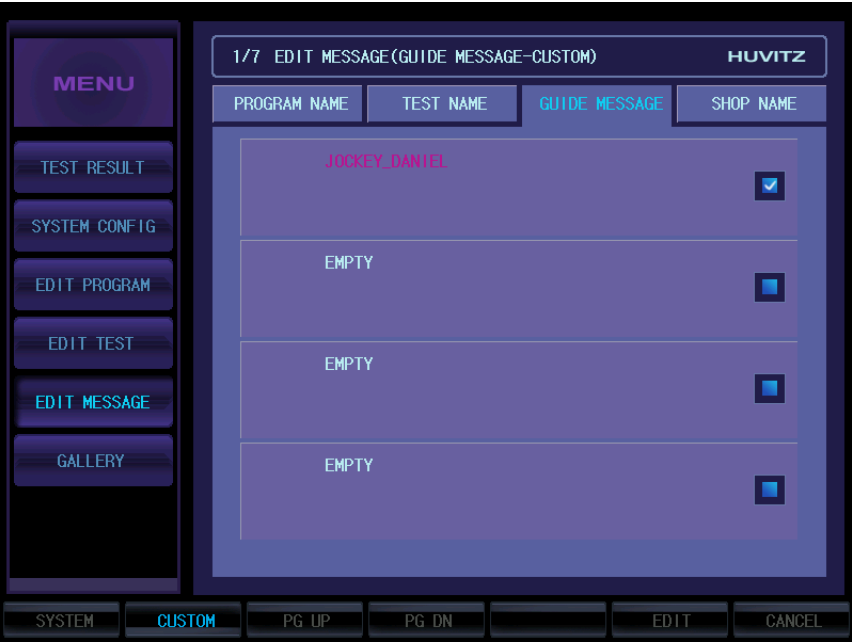 1/7 EDIT MESSAGE(GUIDE MESSAGE-CUSTOM) HUVITZ
MENU
PROGRAM NAME TEST NAME GUIDE MESSAGE SHOP NAME
TEST RESULT
SYSTEM CONFIG
EDIT PROGRAM
EDIT TEST
EDIT MESSAGE
GALLERY
JOCKEY_DANIEL
EMPTY
EMPTY
EMPTY
SYSTEM CUSTOM PG UP PG DN EDIT CANCEL